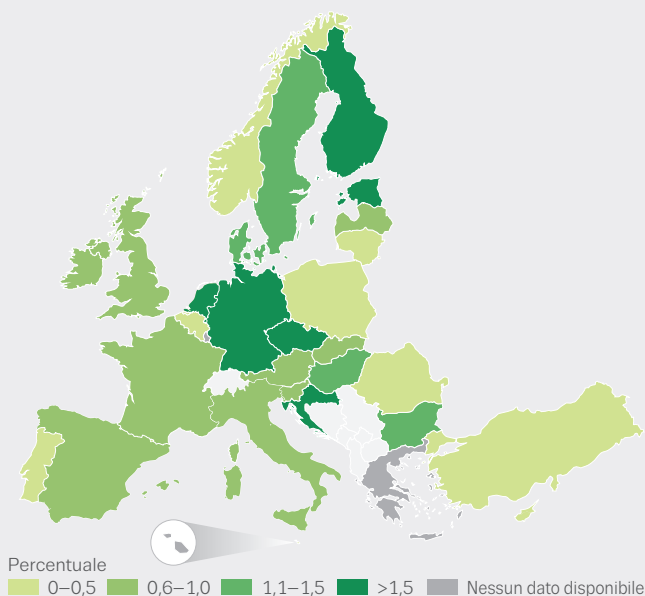 Percentuale
0–0,5 0,6–1,0 1,1–1,5 >1,5 Nessun dato disponibile